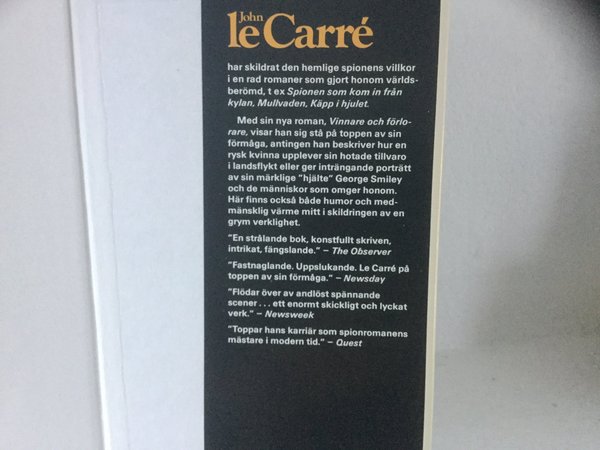 John
le Carré
har skildrat den hemlige spionens villkor
i en rad romaner som gjort honom världs-
berömd, t ex Spionen som kom in från
kylan, Mullvaden, Käpp i hjulet.
Med sin nya roman, Vinnare och förlo-
rare, visar han sig stå på toppen av sin
förmåga, antingen han beskriver hur en
rysk kvinna upplever sin hotade tillvaro
i landsflykt eller ger inträngande porträtt
av sin märklige "hjälte" George Smiley
och de människor som omger honom.
Här finns också både humor och med-
mänsklig värme mitt i skildringen av en
grym verklighet.
"En strålande bok, konstfullt skriven,
intrikat, fängslande." – The Observer
"Fastnaglande. Uppslukande. Le Carré på
toppen av sin förmåga." – Newsday
"Flödar över av andlöst spännande
scener . . . ett enormt skickligt och lyckat
verk." – Newsweek
"Toppar hans karriär som spionromanens
mästare i modern tid." – Quest